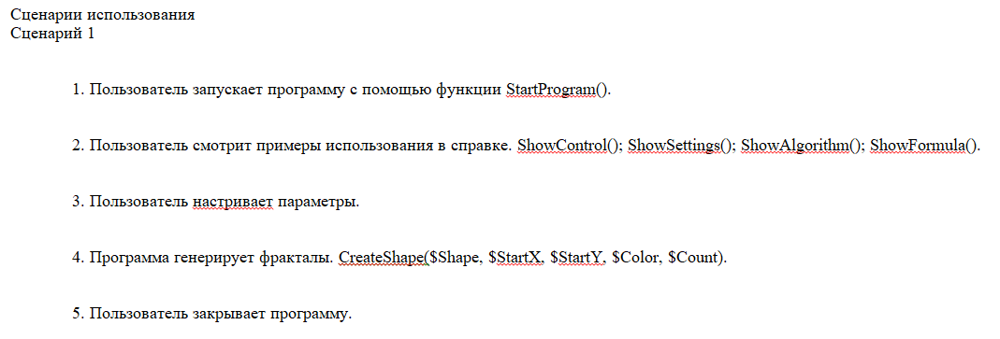 Сценарии использования
Сценарий 1
1. Пользователь запускает программу с помощью функции StartProgram().
2. Пользователь смотрит примеры использования в справке. ShowControl(); ShowSettings(); ShowAlgorithm(); ShowFormula().
3. Пользователь настривает параметры.
4. Программа генерирует фракталы. CreateShape($Shape, $StartX, $StartY, $Color, $Count).
5. Пользователь закрывает программу.